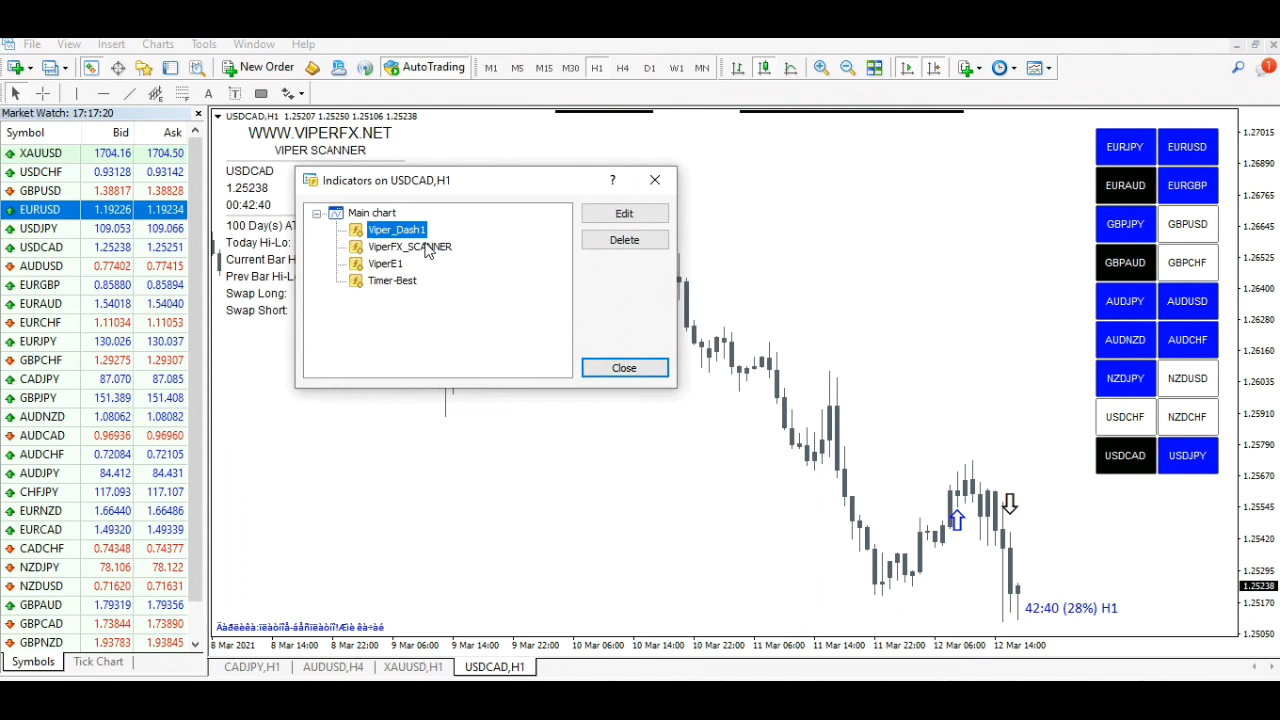 File View Insert Charts Tools Window Help
New Order AutoTrading M1 M5 M15 M30 H1 H4 D1 W1 MN 1
A T
Market Watch: 17:17:20
Symbol Bid Ask
XAUUSD 1704.16 1704.50
USDCHF 0.93128 0.93142
GBPUSD 1.38817 1.38828
EURUSD 1.19226 1.19234
USDJPY 109.053 109.066
USDCAD 1.25238 1.25251
AUDUSD 0.77402 0.77415
EURGBP 0.85880 0.85894
EURAUD 1.54018 1.54040
EURCHF 1.11034 1.11053
EURJPY 130.026 130.037
GBPCHF 1.29275 1.29307
CADJPY 87.070 87.085
GBPJPY 151.389 151.408
AUDNZD 1.08062 1.08082
AUDCAD 0.96936 0.96960
AUDCHF 0.72084 0.72105
AUDJPY 84.412 84.431
CHFJPY 117.093 117.107
EURNZD 1.66440 1.66486
EURCAD 1.49320 1.49339
CADCHF 0.74348 0.74377
NZDJPY 78.106 78.122
NZDUSD 0.71620 0.71631
GBPAUD 1.79319 1.79356
GBPCAD 1.73844 1.73890
GBPNZD 1.93783 1.93845
Symbols Tick Chart
USDCAD,H1 1.25207 1.25250 1.25106 1.25238
WWW.VIPERFX.NET
VIPER SCANNER
USDCAD
1.25238
00:42:40
100 Day(s) AT
Today Hi-Lo:
Current Bar H
Prev Bar Hi-L
Swap Long:
Swap Short:
Indicators on USDCAD,H1 ?
Main chart
Viper_Dash1
ViperFX_SCANNER
ViperE1
Timer-Best
Edit
Delete
Close
EURJPY EURUSD
EURAUD EURGBP
GBPJPY GBPUSD
GBPAUD GBPCHF
AUDJPY AUDUSD
AUDNZD AUDCHF
NZDJPY NZDUSD
USDCHF NZDCHF
USDCAD USDJPY
1.27015
1.26890
1.26765
1.26645
1.26520
1.26400
1.26280
1.26160
1.26035
1.25910
1.25790
1.25670
1.25545
1.25420
1.25295
1.25238
1.25170
1.25050
42:40 (28%) H1
8 Mar 2021 8 Mar 14:00 8 Mar 22:00 9 Mar 06:00 9 Mar 14:00 9 Mar 22:00 10 Mar 06:00 10 Mar 14:00 10 Mar 22:00 11 Mar 06:00 11 Mar 14:00 11 Mar 22:00 12 Mar 06:00 12 Mar 14:00
CADJPY,H1 AUDUSD,H4 XAUUSD,H1 USDCAD,H1